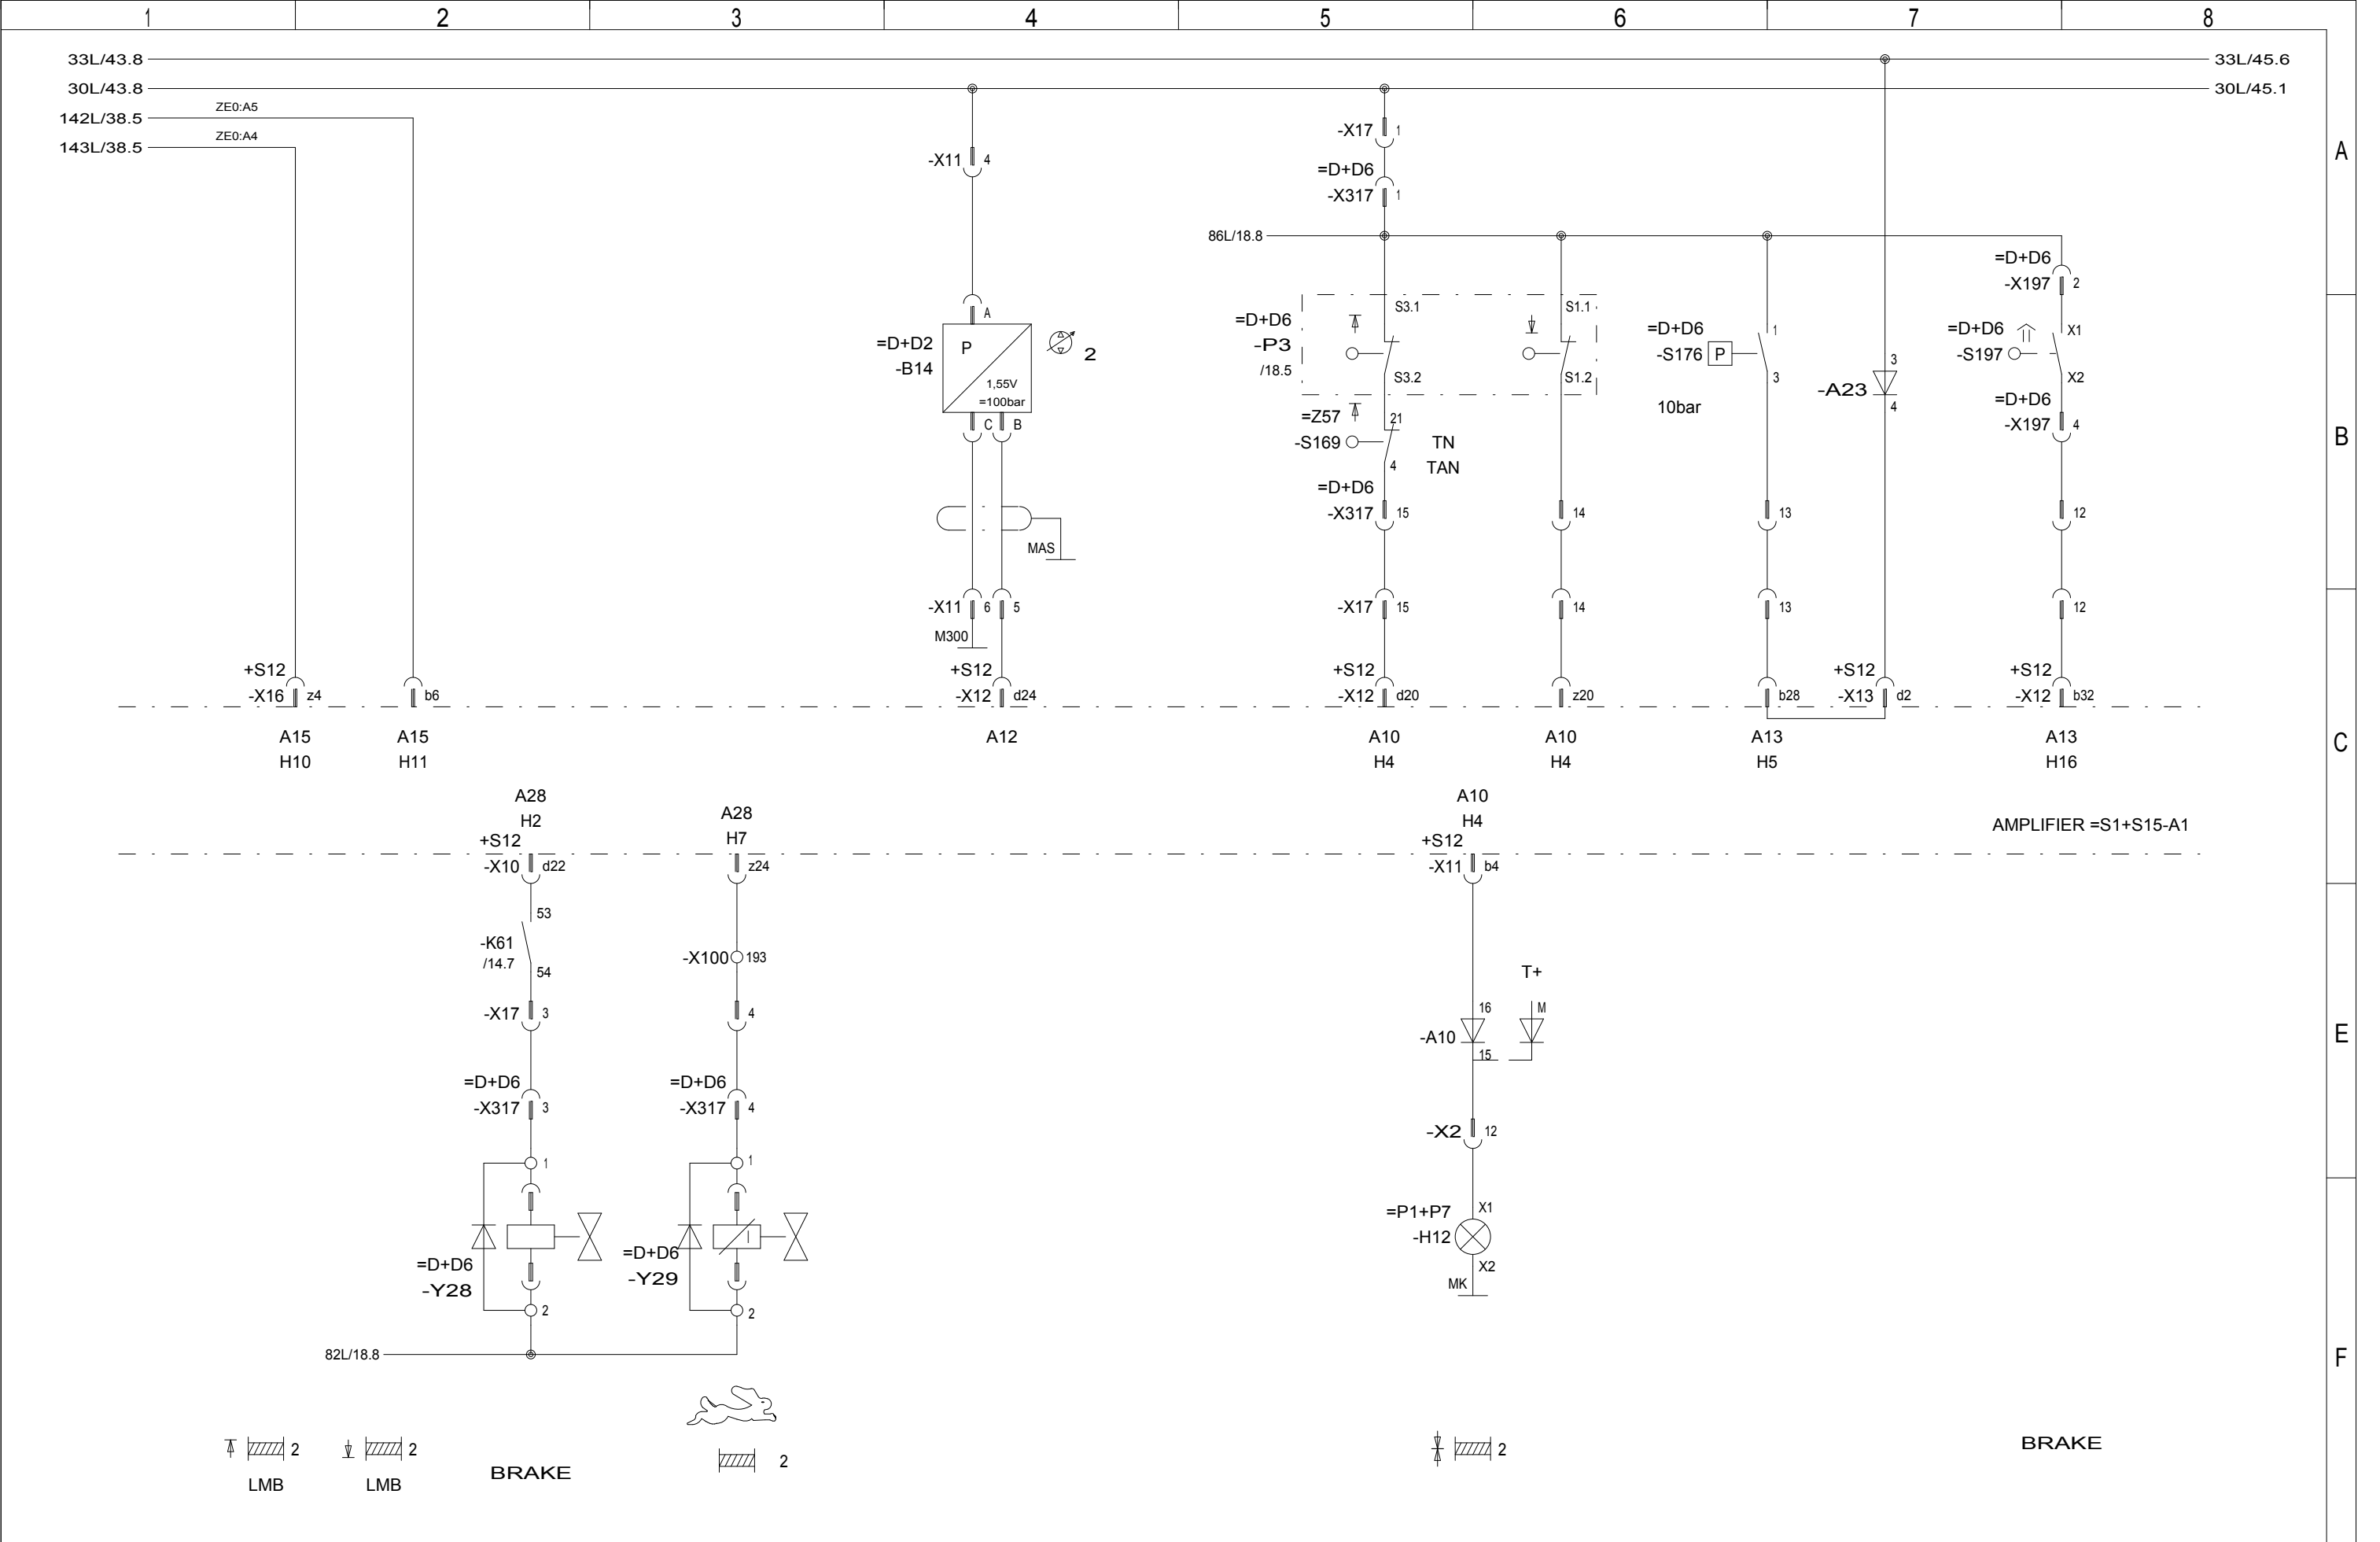 1 2 3 4 5 6 7 8
33L/43.8 33L/45.6
30L/43.8 30L/45.1
ZE0:A5
142L/38.5
ZE0:A4
143L/38.5
-X17 1
A
-X11 4
=D+D6
-X317 1
86L/18.8
=D+D6
-X197 2
S3.1 S1.1
A
=D+D6
-P3
/18.5
=D+D6
-S176 P
1
3
10bar
=D+D6
-S197
X1
X2
=D+D2
-B14
P
1,55V
=100bar
2
S3.2 S1.2
3
-A23
4
=D+D6
-X197 4
C B
=Z57
-S169
21
4
TN
TAN
B
=D+D6
-X317 15 14 13 12
MAS
-X11 6 5
-X17 15 14 13 12
M300
+S12
-X16 z4 b6
+S12
-X12 d24
+S12
-X12 d20 z20 b28
+S12
-X13 d2
+S12
-X12 b32
A15 A15 A12 A10 A10 A13 A13
H10 H11 H4 H4 H5 H16
C
A28
H2
A28
H7
A10
H4
AMPLIFIER =S1+S15-A1
+S12
-X10 d22 z24
+S12
-X11 b4
53
-K61
/14.7
54
-X100 193
T+
-X17 3 4
16 M
-A10
15
E
=D+D6
-X317 3
=D+D6
-X317 4
-X2 12
1 1
=P1+P7
-H12
X1
X2
=D+D6
-Y28
=D+D6
-Y29
MK
2 2
82L/18.8
F
2 2 2 2
LMB LMB
BRAKE
BRAKE